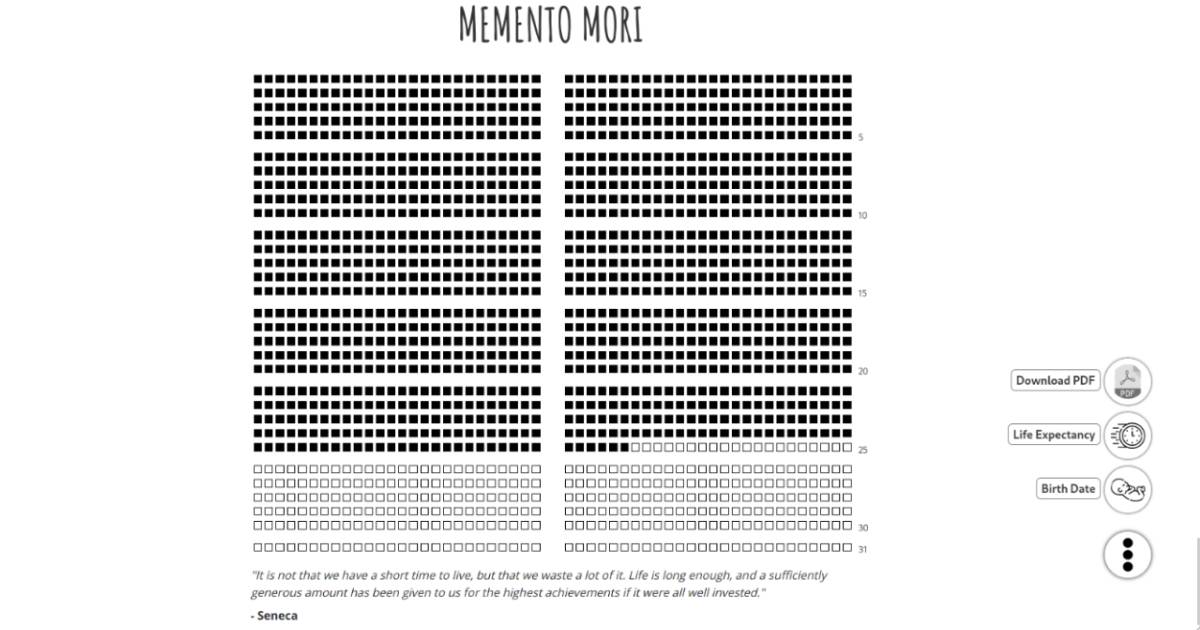 MEMENTO MORI
5
10
15
20
25
30
31
Download PDF
PDF
Life Expectancy
Birth Date
"It is not that we have a short time to live, but that we waste a lot of it. Life is long enough, and a sufficiently
generous amount has been given to us for the highest achievements if it were all well invested."
- Seneca